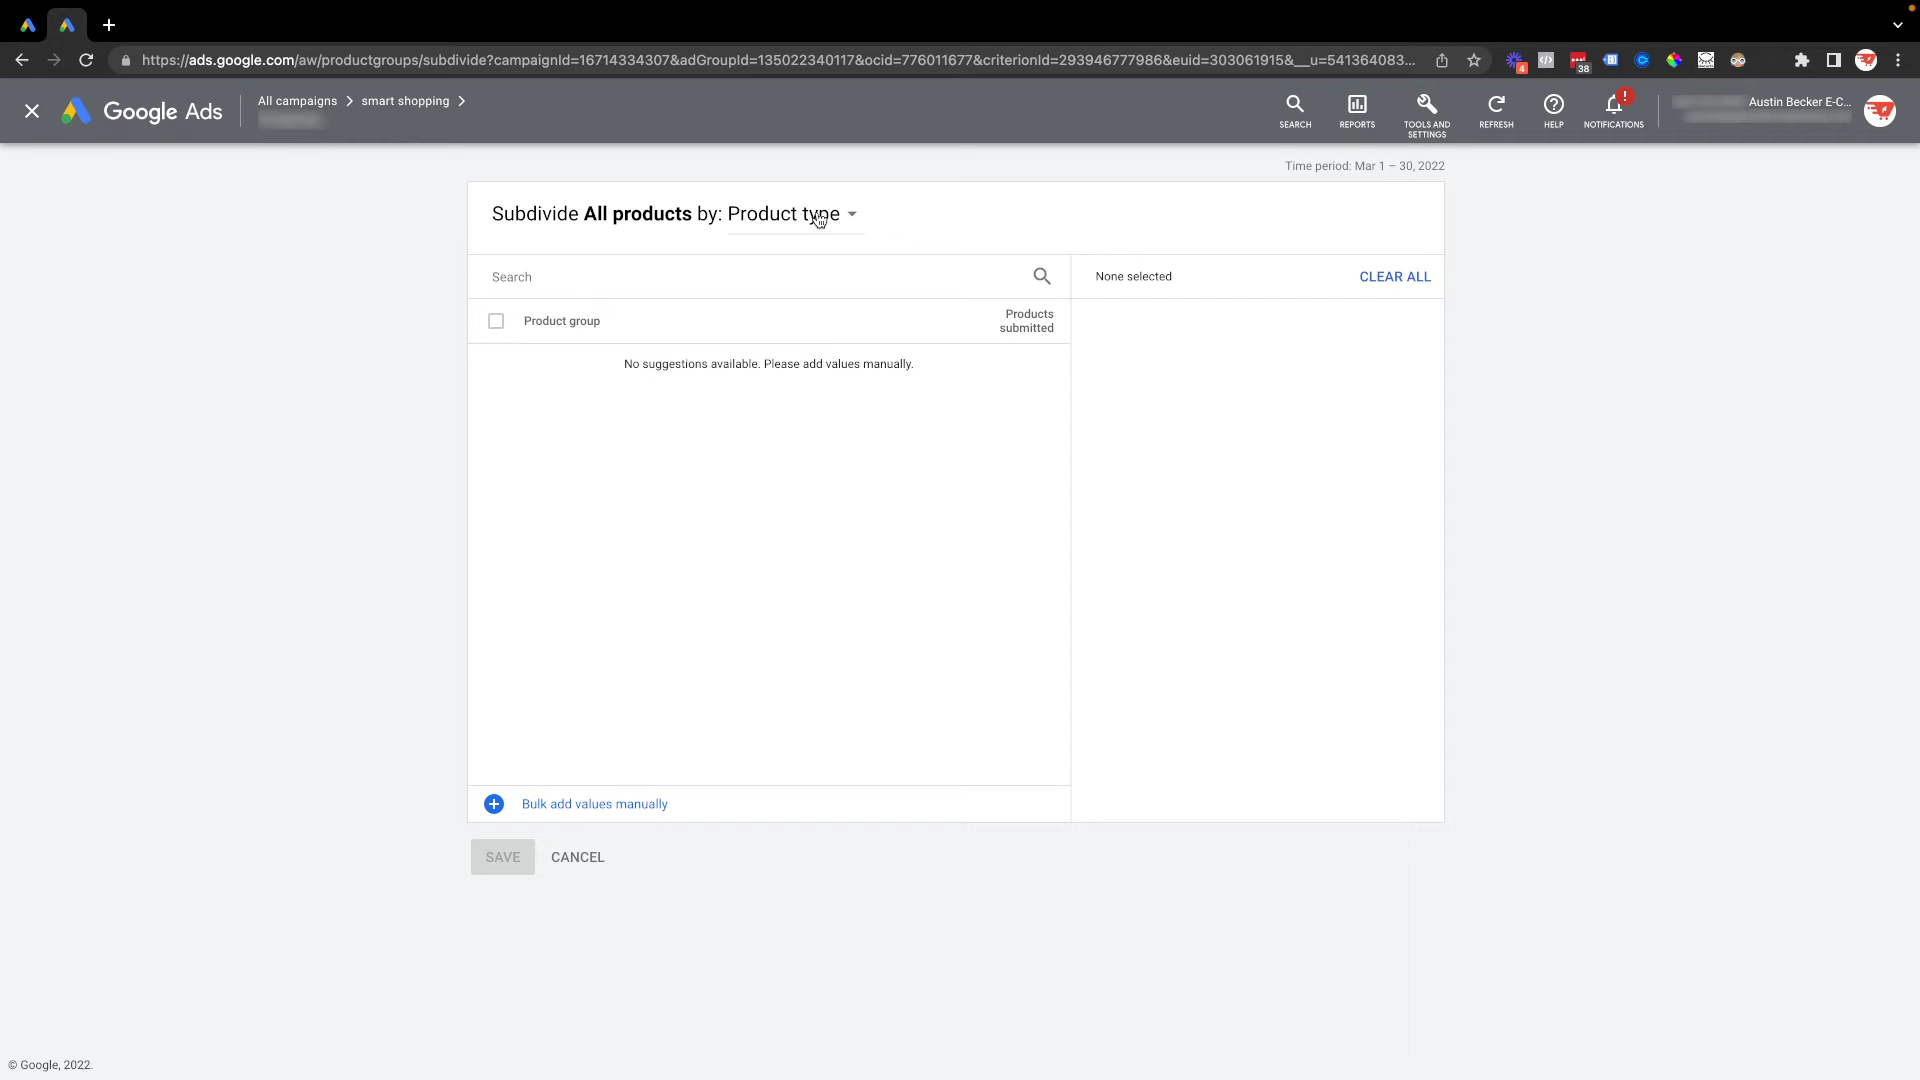 https://ads.google.com/aw/productgroups/subdivide?campaignId=16714334307&adGroupId=135022340117&ocid=776011677&criterionId=293946777986&euid=303061915&__u=541364083...
4
38
Google Ads
All campaigns > smart shopping >
SEARCH
REPORTS
TOOLS AND SETTINGS
REFRESH
HELP
!
NOTIFICATIONS
Austin Becker E-C...
Time period: Mar 1 – 30, 2022
Subdivide All products by: Product type
Search
None selected
CLEAR ALL
Product group
Products submitted
No suggestions available. Please add values manually.
Bulk add values manually
SAVE
CANCEL
© Google, 2022.